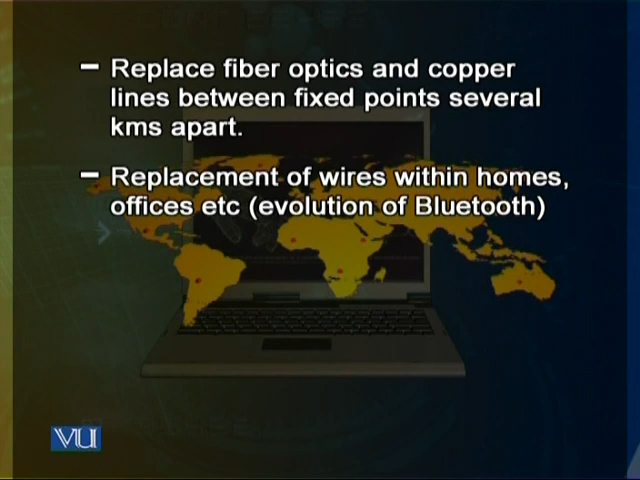 – Replace fiber optics and copper
lines between fixed points several
kms apart.
– Replacement of wires within homes,
offices etc (evolution of Bluetooth)
VU